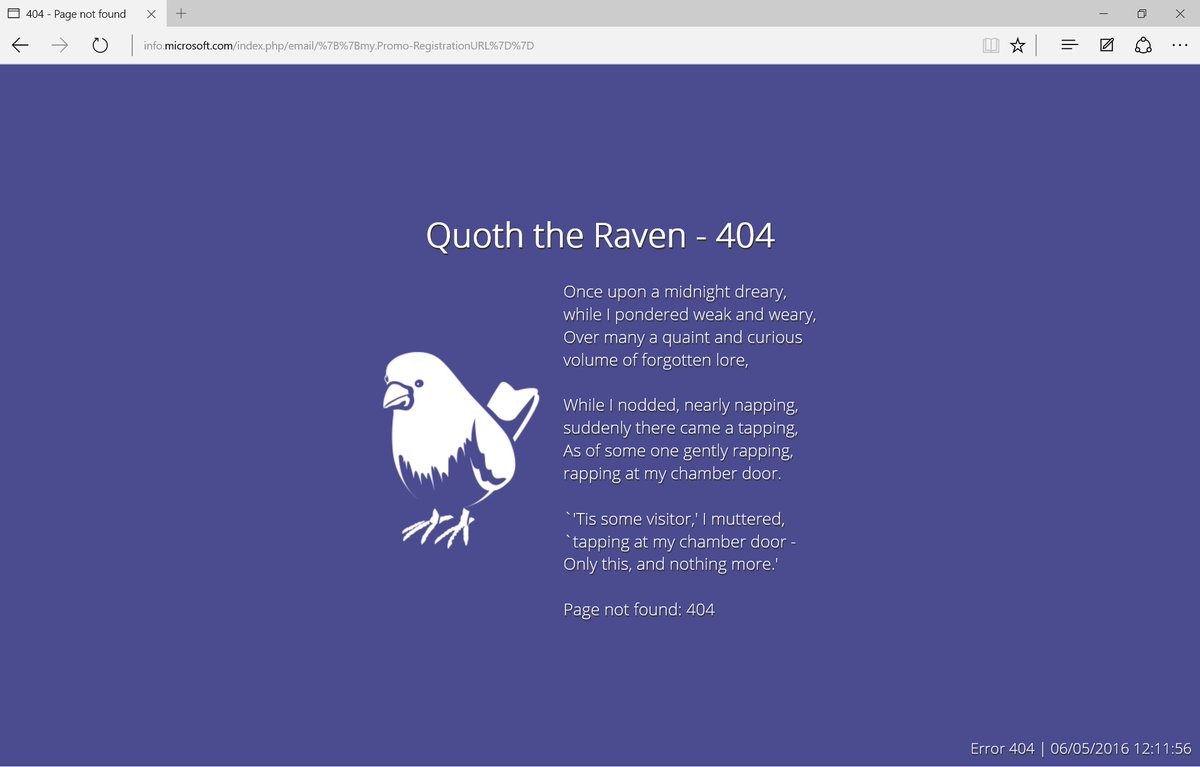 404 - Page not found
info.microsoft.com/index.php/email/%7B%7Bmy.Promo-RegistrationURL%7D%7D
Quoth the Raven - 404
Once upon a midnight dreary,
while I pondered weak and weary,
Over many a quaint and curious
volume of forgotten lore,
While I nodded, nearly napping,
suddenly there came a tapping,
As of some one gently rapping,
rapping at my chamber door.
`'Tis some visitor,' I muttered,
`tapping at my chamber door -
Only this, and nothing more.'
Page not found: 404
Error 404 | 06/05/2016 12:11:56